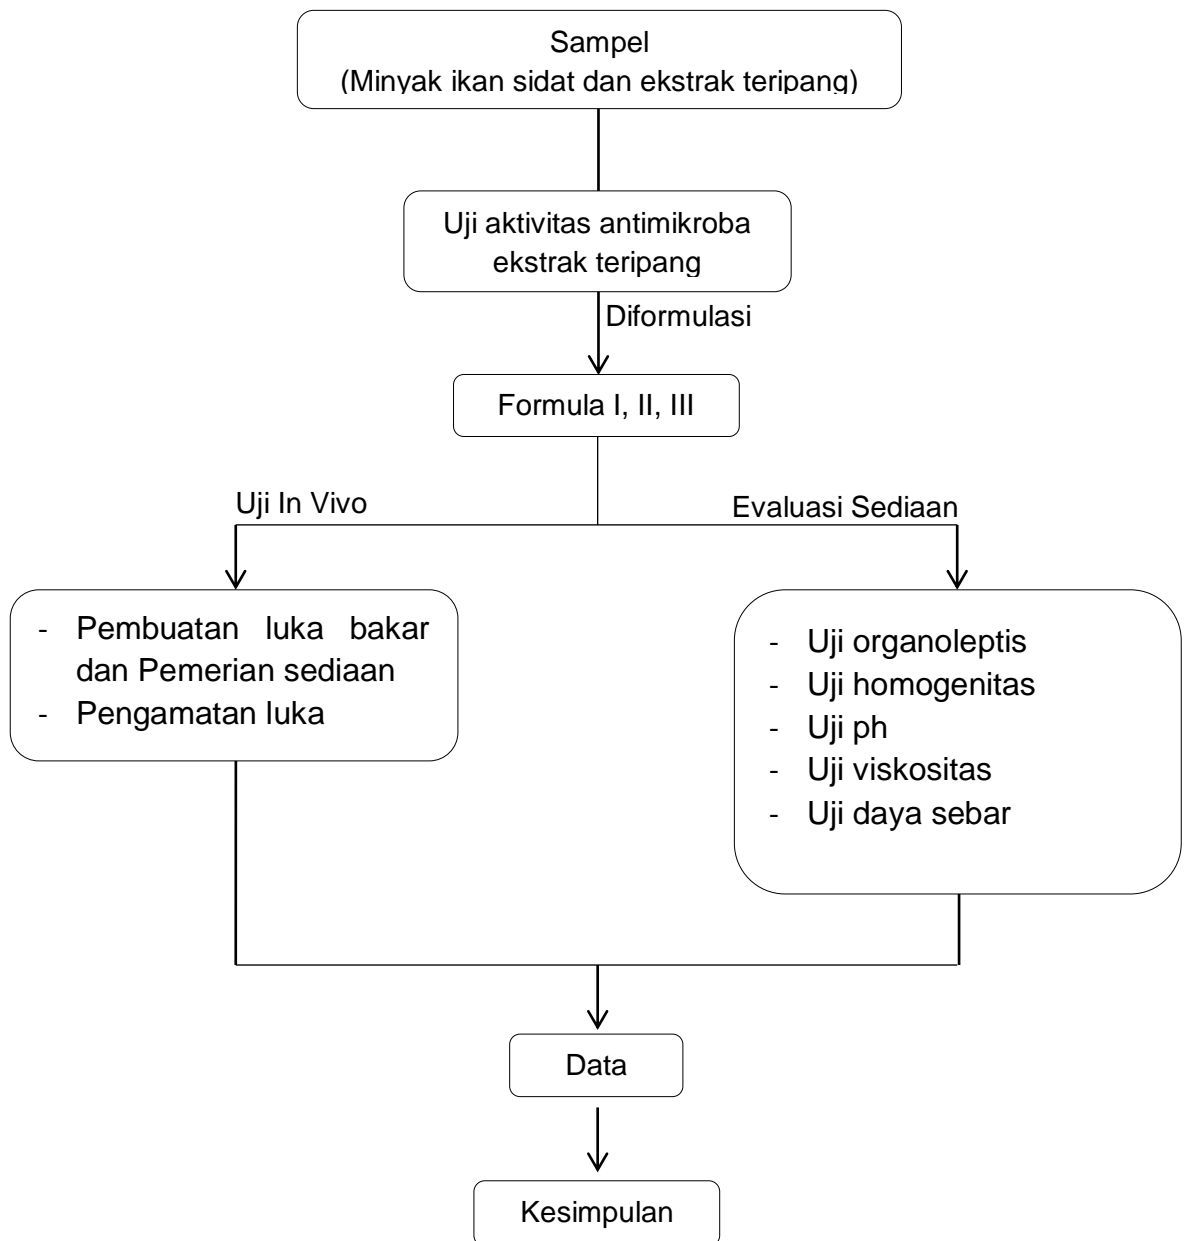 Sampel
(Minyak ikan sidat dan ekstrak teripang)
Uji aktivitas antimikroba
ekstrak teripang
Diformulasi
Formula I, II, III
Uji In Vivo
Evaluasi Sediaan
- Pembuatan luka bakar
dan Pemerian sediaan
- Pengamatan luka
- Uji organoleptis
- Uji homogenitas
- Uji ph
- Uji viskositas
- Uji daya sebar
Data
Kesimpulan